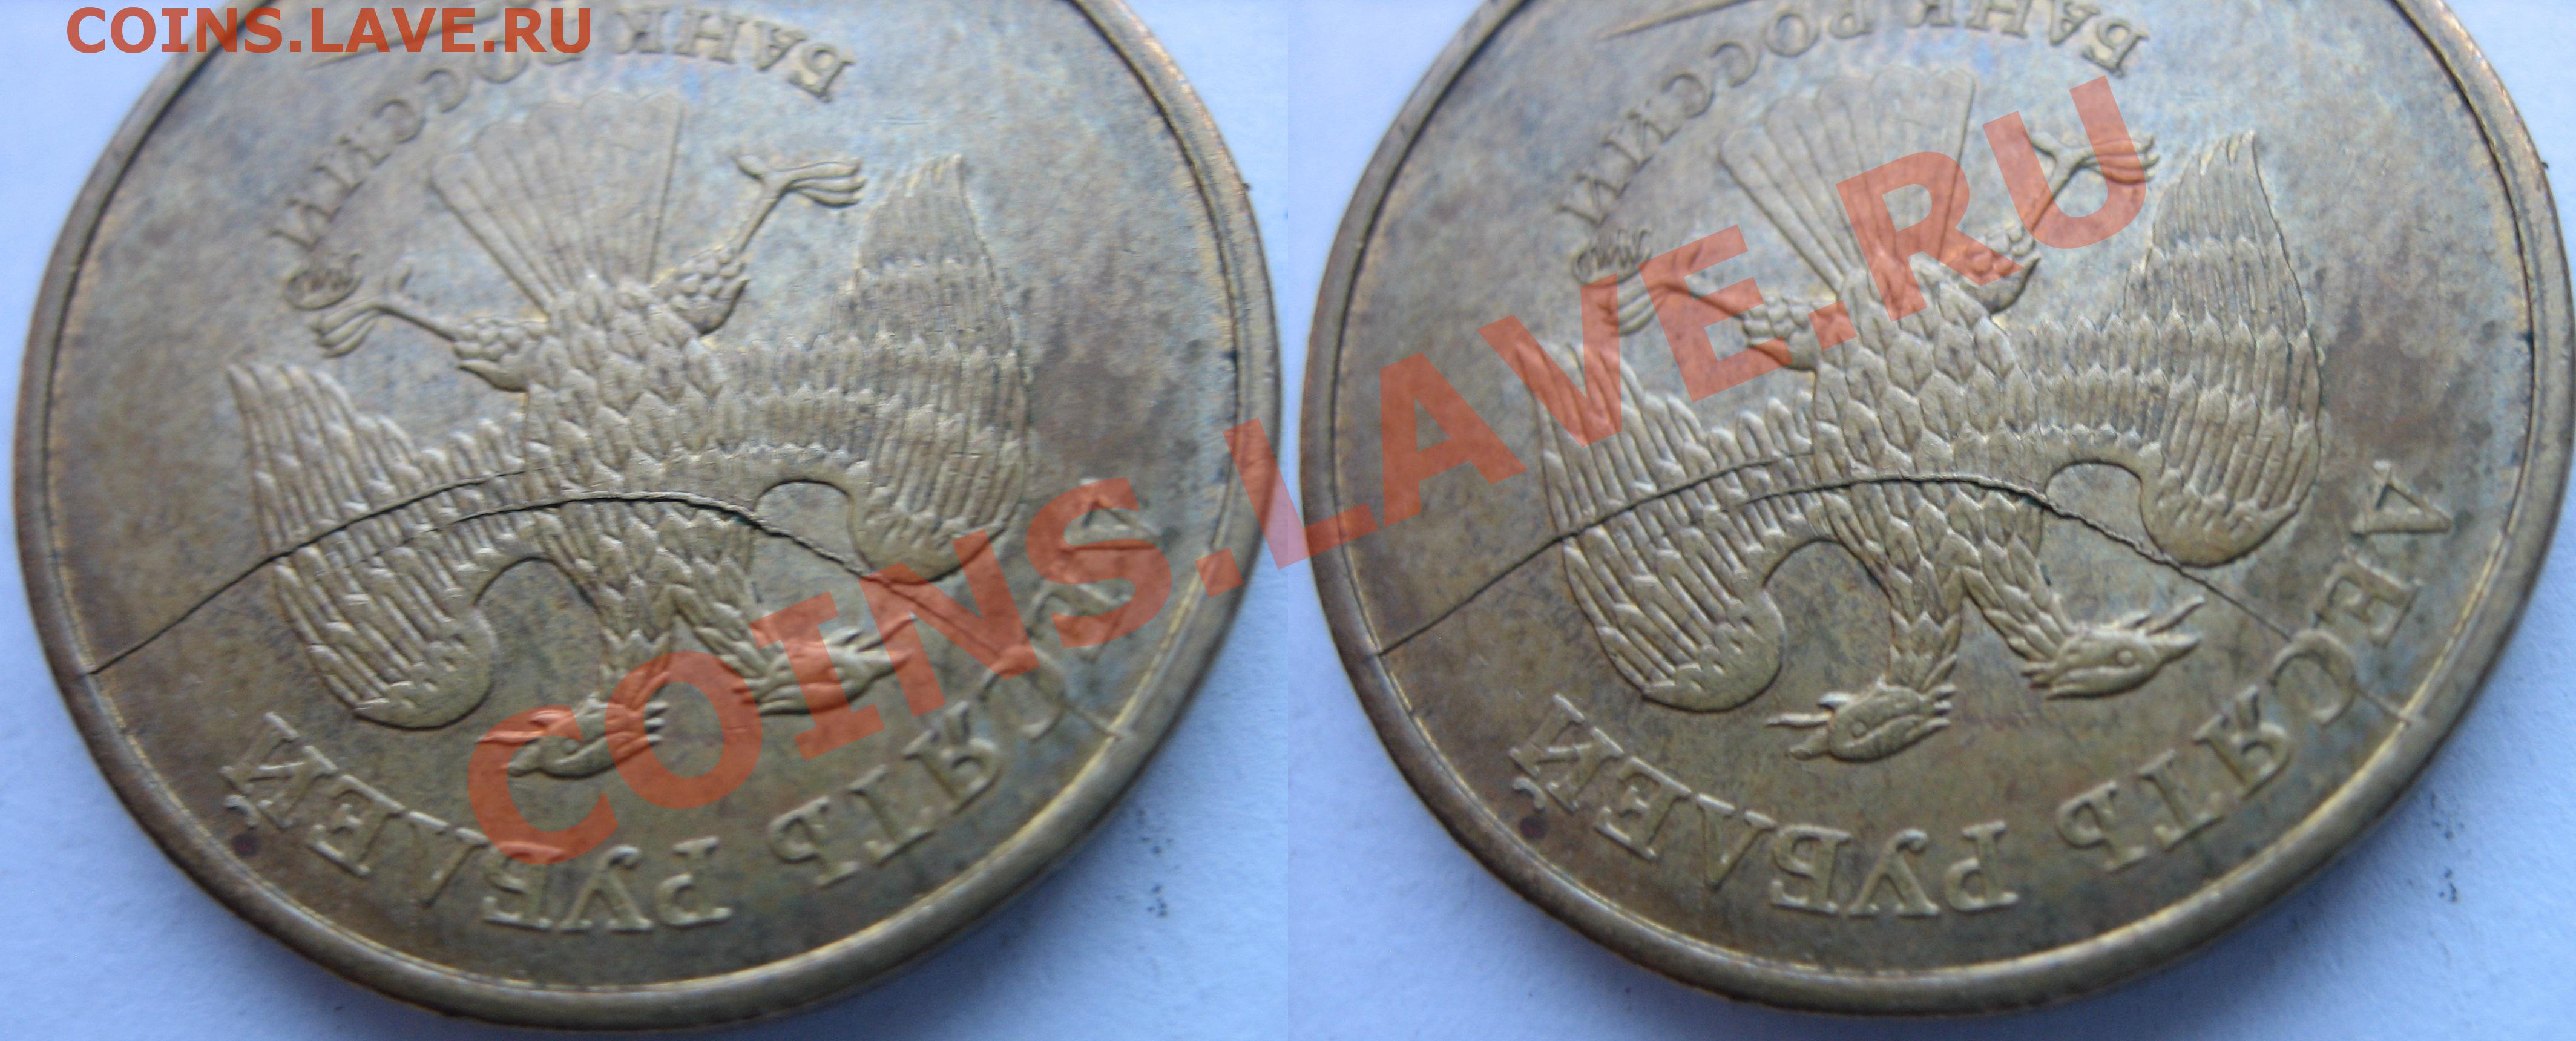 COINS.LAVE.RU
БАНК РОССИИ
ДЕСЯТЬ РУБЛЕЙ
БАНК РОССИИ
ДЕСЯТЬ РУБЛЕЙ
COINS.LAVE.RU